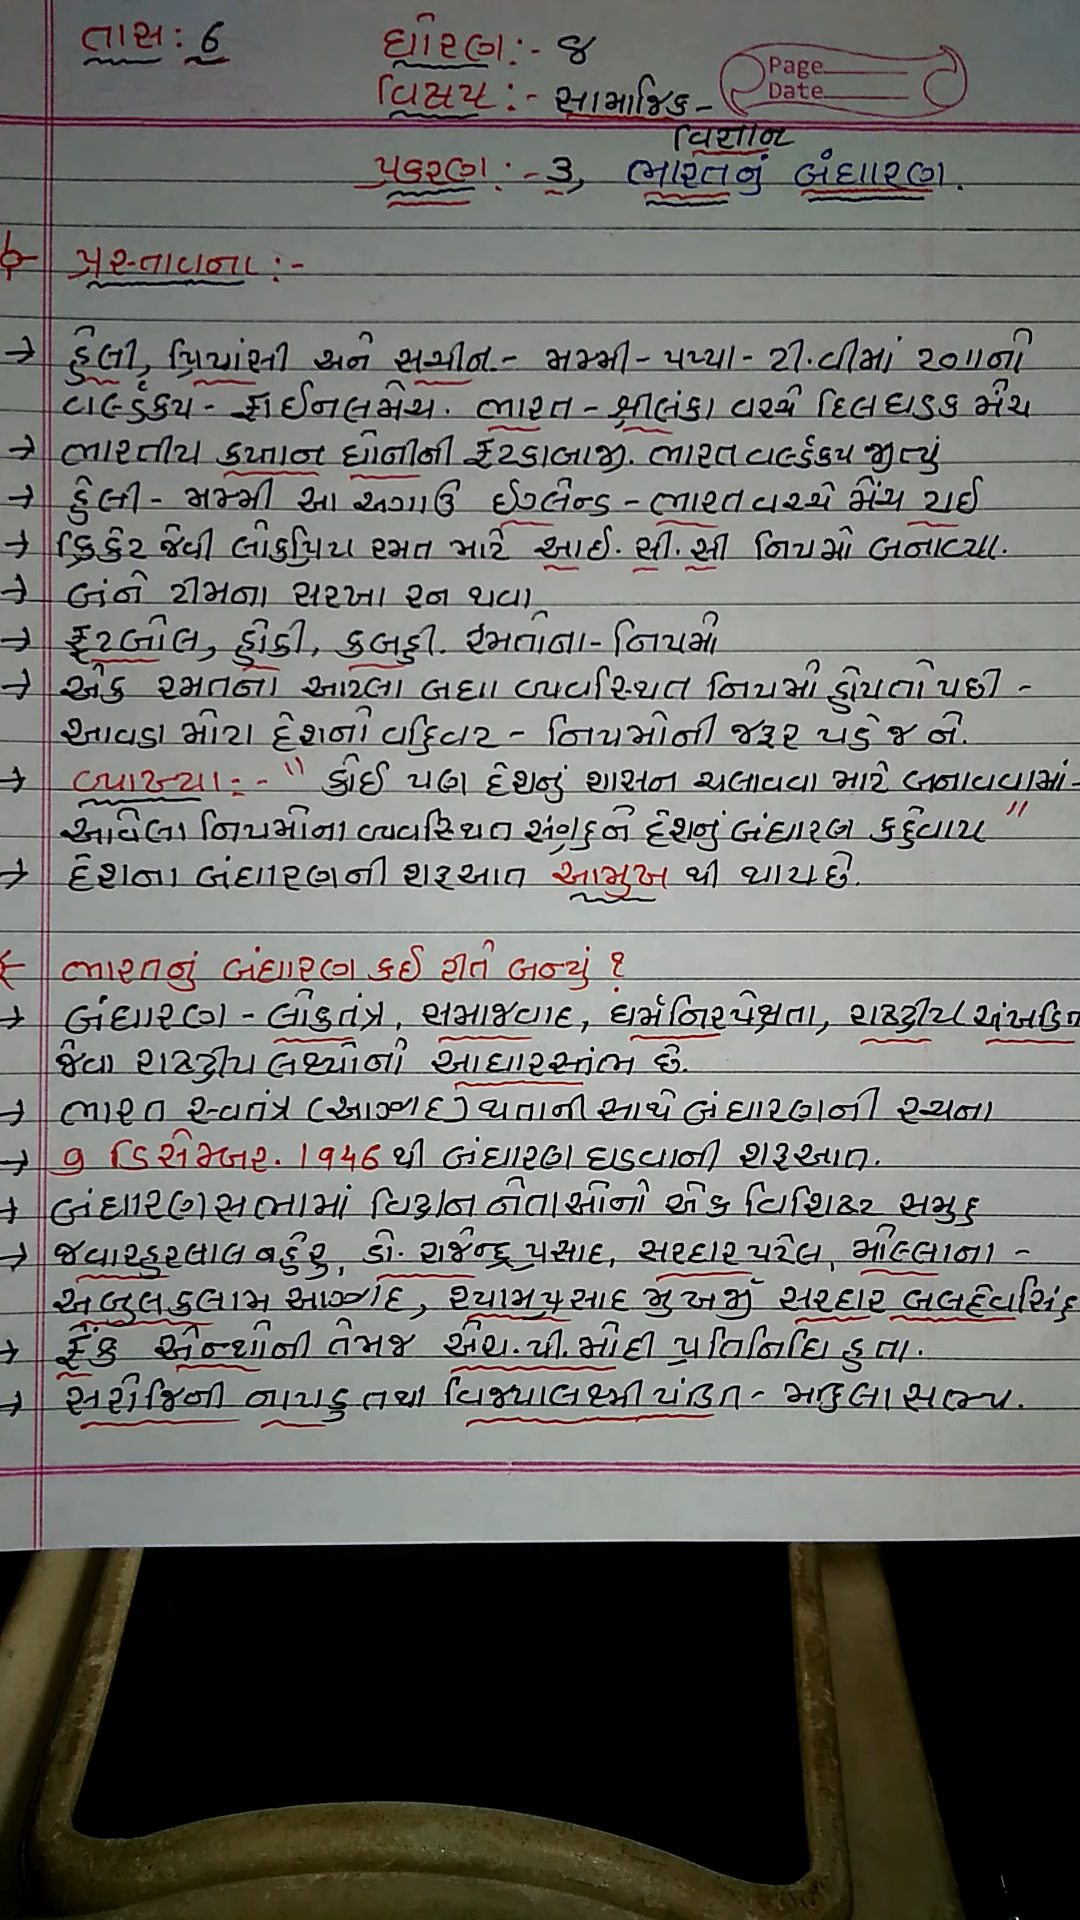 તાસ: 6 ધોરણ:- ૪
Page
Date
વિસય:- સામાજિક-
વિજ્ઞાન
પ્રકરણ:- ૩, ભારતનું બંધારણ.
પ્રસ્તાવના:-
→ હેલી, પ્રિયાંસી અને સચીન - મમ્મી - પપ્પા - ટી.વીમાં ૨૦૧૧નો
વર્લ્ડકપ - ફાઈનલમેચ. ભારત - શ્રીલંકા વચ્ચે દિલધડક મેચ
→ ભારતીય કપ્તાન ધોનીની ફટકાબાજી. ભારત વર્લ્ડકપ જીત્યું
→ હેલી - મમ્મી આ અગાઉ ઈંગ્લેન્ડ - ભારત વચ્ચે મેચ ટાઈ
→ ક્રિકેટ જેવી લોકપ્રિય રમત માટે આઈ. સી. સી નિયમો બનાવ્યા.
→ બંને ટીમના સરખા રન થવા
→ ફૂટબોલ, હોકી, કબડ્ડી. રમતોના - નિયમો
→ એક રમતનાં આટલા બધા વ્યવસ્થિત નિયમો હોયતો પછી -
આવડા મોટા દેશનો વહિવટ - નિયમોની જરૂર પડે જ ને.
→ વ્યાખ્યા:- " કોઈ પણ દેશનું શાસન ચલાવવા માટે બનાવવામાં-
આવેલા નિયમોના વ્યવસ્થિત સંગ્રહને દેશનું બંધારણ કહેવાય "
→ દેશના બંધારણની શરૂઆત આમુખ થી થાય છે.
ભારતનું બંધારણ કઈ રીતે બન્યું ?
→ બંધારણ - લોકતંત્ર, સમાજવાદ, ધર્મનિરપેક્ષતા, રાષ્ટ્રીય
જેવા રાષ્ટ્રીય લક્ષ્યોનો આધારસ્તંભ છે.
→ ભારત સ્વતંત્ર (આઝાદ) થતાની સાથે બંધારણની રચના
→ 9 ડિસેમ્બર. 1946 થી બંધારણ ઘડવાની શરૂઆત.
→ બંધારણસભામાં વિદ્વાન નેતાઓનો એક વિશિષ્ટ સમુહ
→ જવાહરલાલ નહેરુ, ડૉ. રાજેન્દ્ર પ્રસાદ, સરદાર પટેલ, મૌલાના -
અબુલકલામ આઝાદ, શ્યામપ્રસાદ મુખર્જી સરદાર બલદેવસિંહ
→ ફ્રેંક એન્થોની તેમજ એચ.પી.મોદી પ્રતિનિધિ હતા.
→ સરોજિની નાયડુ તથા વિજયાલક્ષ્મી પંડિત - મહિલા સભ્ય.